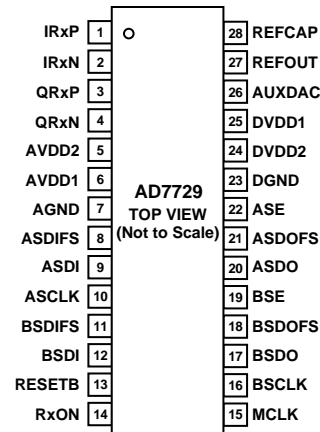 IRxP 1 28 REFCAP
IRxN 2 27 REFOUT
QRxP 3 26 AUXDAC
QRxN 4 25 DVDD1
AVDD2 5 24 DVDD2
AVDD1 6 23 DGND
AGND 7 22 ASE
ASDIFS 8 21 ASDOFS
ASDI 9 20 ASDO
ASCLK 10 19 BSE
BSDIFS 11 18 BSDOFS
BSDI 12 17 BSDO
RESETB 13 16 BSCLK
RxON 14 15 MCLK
AD7729
TOP VIEW
(Not to Scale)